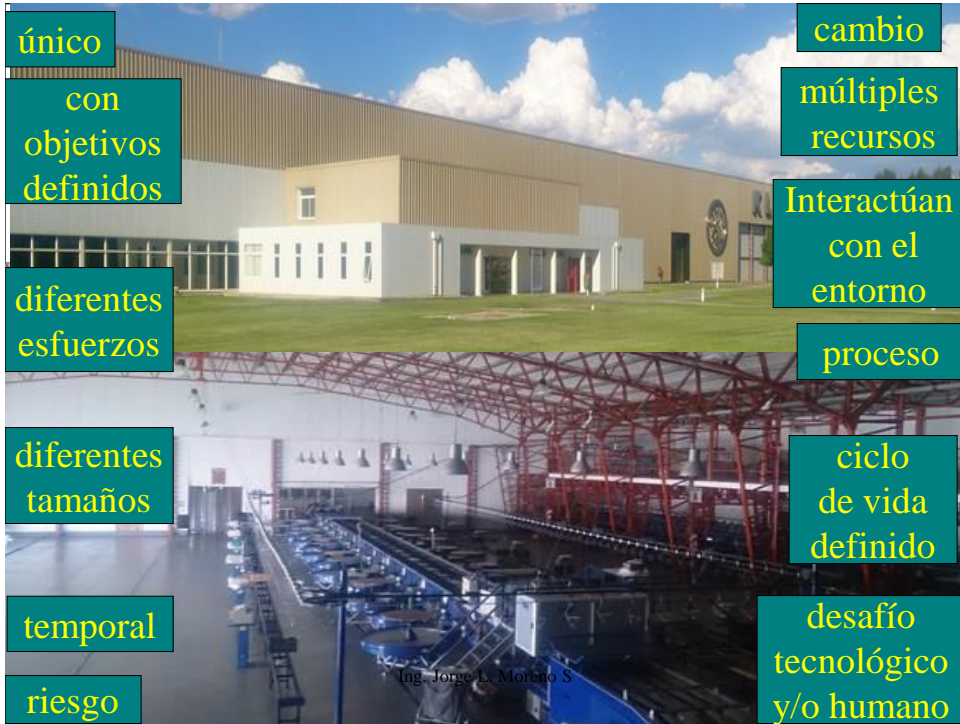 único
con
objetivos
definidos
diferentes
esfuerzos
diferentes
tamaños
temporal
riesgo
cambio
múltiples
recursos
Interactúan
con el
entorno
proceso
ciclo
de vida
definido
desafío
tecnológico
y/o humano
Ing. Jorge L. Moreno S